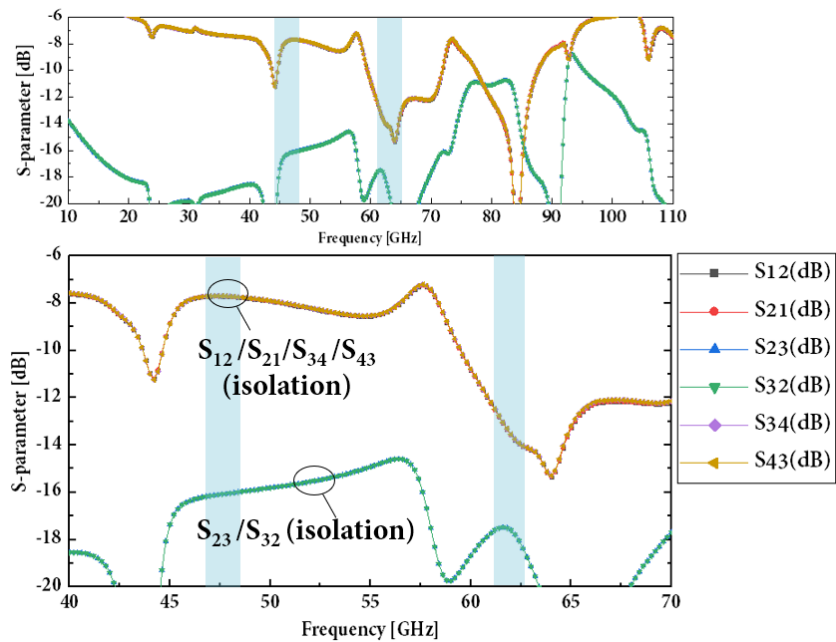 S-parameter [dB]
-6
-8
-10
-12
-14
-16
-18
-20
10 20 30 40 50 60 70 80 90 100 110
Frequency [GHz]
S-parameter [dB]
-6
-8
-10
-12
-14
-16
-18
-20
S12/S21/S34/S43
(isolation)
S23/S32 (isolation)
40 45 50 55 60 65 70
Frequency [GHz]
S12(dB)
S21(dB)
S23(dB)
S32(dB)
S34(dB)
S43(dB)